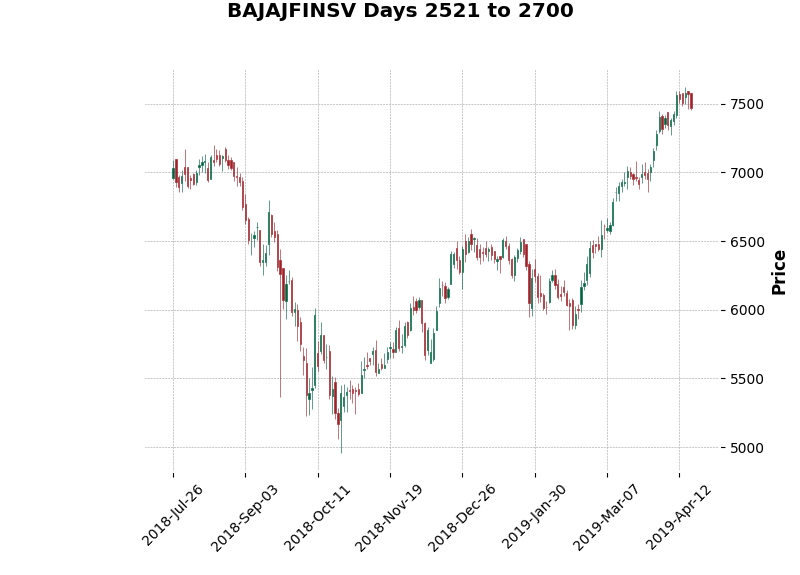 BAJAJFINSV Days 2521 to 2700
7500
7000
6500
6000
5500
5000
Price
2018-Jul-26
2018-Sep-03
2018-Oct-11
2018-Nov-19
2018-Dec-26
2019-Jan-30
2019-Mar-07
2019-Apr-12